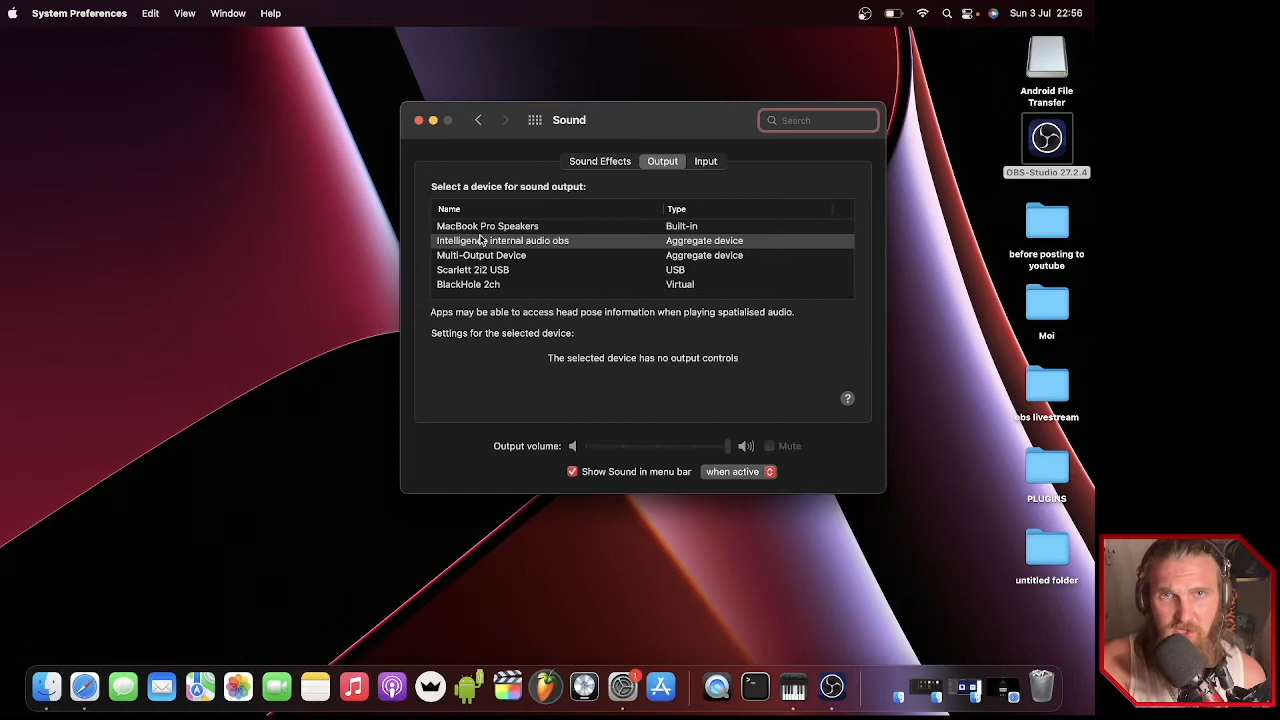 System Preferences Edit View Window Help
Sun 3 Jul 22:56
Android File
Transfer
OBS-Studio 27.2.4
before posting to
youtube
Moi
obs livestream
PLUGINS
untitled folder
Sound
Search
Sound Effects Output Input
Select a device for sound output:
Name Type
MacBook Pro Speakers Built-in
Intelligence internal audio obs Aggregate device
Multi-Output Device Aggregate device
Scarlett 2i2 USB USB
BlackHole 2ch Virtual
Apps may be able to access head pose information when playing spatialised audio.
Settings for the selected device:
The selected device has no output controls
?
Output volume: Mute
Show Sound in menu bar when active
1